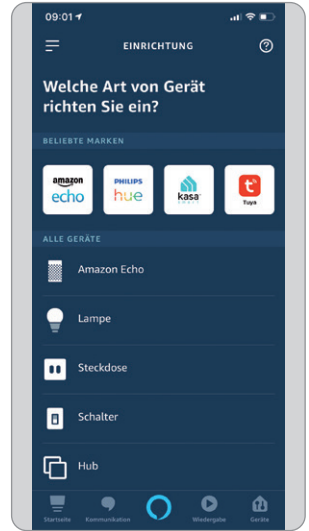 09:01
EINRICHTUNG
Welche Art von Gerät
richten Sie ein?
BELIEBTE MARKEN
amazon
echo
PHILIPS
hue
kasa
SMART
Tuya
ALLE GERÄTE
Amazon Echo
Lampe
Steckdose
Schalter
Hub
Startseite Kommunikation Wiedergabe Geräte